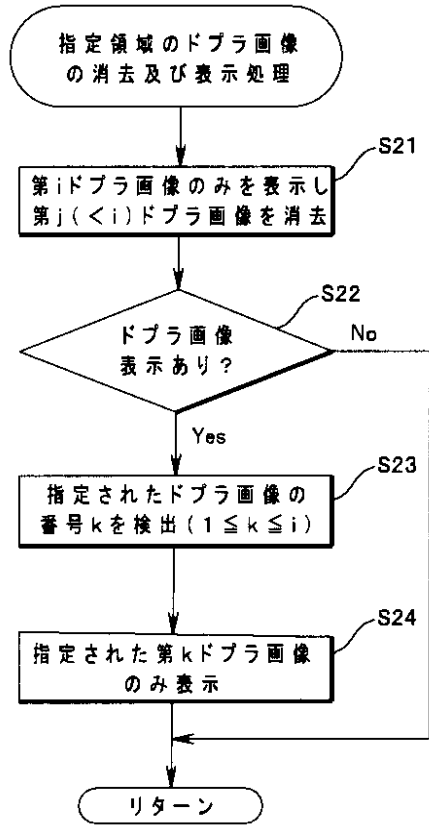 指定領域のドプラ画像
の消去及び表示処理
S21
第iドプラ画像のみを表示し
第j(<i)ドプラ画像を消去
S22
ドプラ画像
表示あり?
No
Yes
S23
指定されたドプラ画像の
番号kを検出(1≦k≦i)
S24
指定された第kドプラ画像
のみ表示
リターン